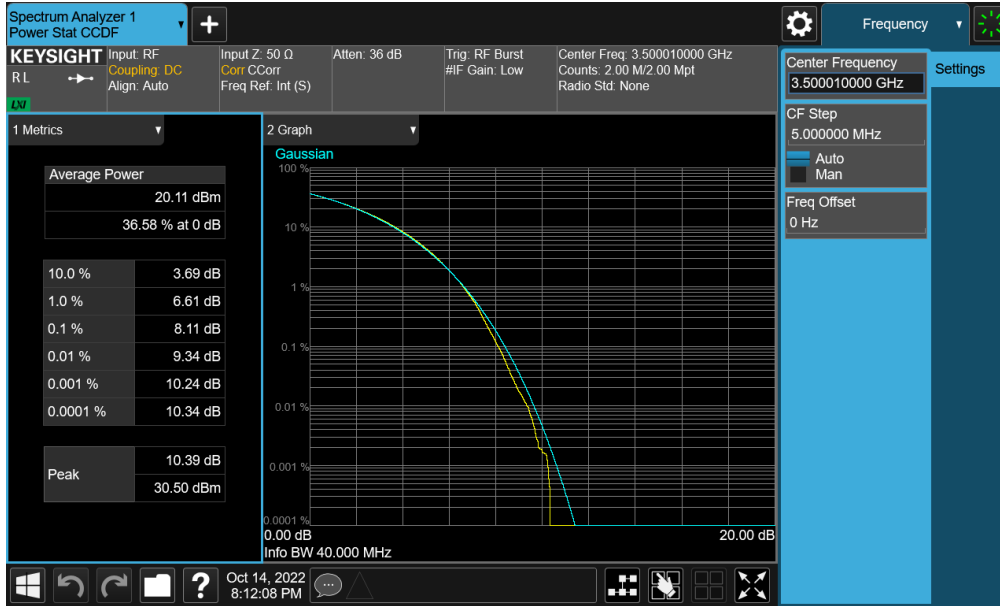 Spectrum Analyzer 1
Power Stat CCDF
+
Frequency
KEYSIGHT
R L
LXI
Input: RF
Coupling: DC
Align: Auto
Input Z: 50 Ω
Corr CCorr
Freq Ref: Int (S)
Atten: 36 dB
Trig: RF Burst
#IF Gain: Low
Center Freq: 3.500010000 GHz
Counts: 2.00 M/2.00 Mpt
Radio Std: None
Center Frequency
3.500010000 GHz
Settings
CF Step
5.000000 MHz
Auto
Man
Freq Offset
0 Hz
1 Metrics
Average Power
20.11 dBm
36.58 % at 0 dB
10.0 % 3.69 dB
1.0 % 6.61 dB
0.1 % 8.11 dB
0.01 % 9.34 dB
0.001 % 10.24 dB
0.0001 % 10.34 dB
Peak
10.39 dB
30.50 dBm
2 Graph
Gaussian
100 %
10 %
1 %
0.1 %
0.01 %
0.001 %
0.0001 %
0.00 dB 20.00 dB
Info BW 40.000 MHz
?
Oct 14, 2022
8:12:08 PM